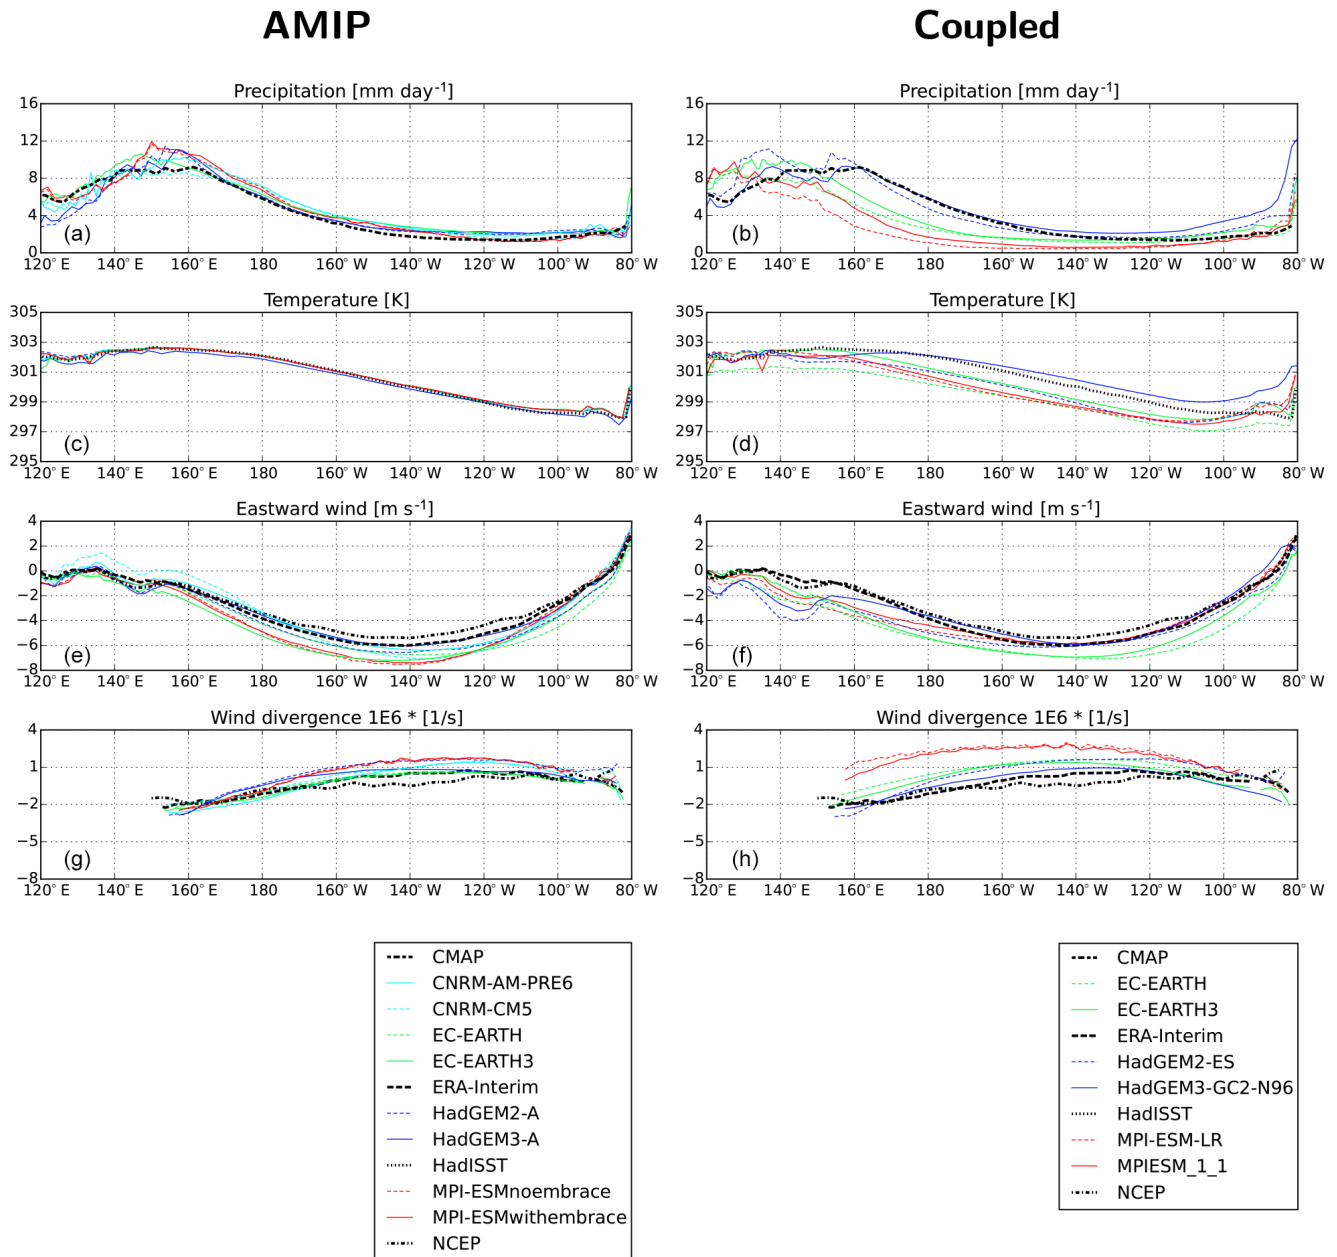 AMIP
Coupled
Precipitation [mm day⁻¹]
16
12
8
4
0
(a)
120° E 140° E 160° E 180 160° W 140° W 120° W 100° W 80° W
Precipitation [mm day⁻¹]
16
12
8
4
0
(b)
120° E 140° E 160° E 180 160° W 140° W 120° W 100° W 80° W
Temperature [K]
305
303
301
299
297
295
(c)
120° E 140° E 160° E 180 160° W 140° W 120° W 100° W 80° W
Temperature [K]
305
303
301
299
297
295
(d)
120° E 140° E 160° E 180 160° W 140° W 120° W 100° W 80° W
Eastward wind [m s⁻¹]
4
2
0
−2
−4
−6
−8
(e)
120° E 140° E 160° E 180 160° W 140° W 120° W 100° W 80° W
Eastward wind [m s⁻¹]
4
2
0
−2
−4
−6
−8
(f)
120° E 140° E 160° E 180 160° W 140° W 120° W 100° W 80° W
Wind divergence 1E6 * [1/s]
4
1
−2
−5
−8
(g)
120° E 140° E 160° E 180 160° W 140° W 120° W 100° W 80° W
Wind divergence 1E6 * [1/s]
4
1
−2
−5
−8
(h)
120° E 140° E 160° E 180 160° W 140° W 120° W 100° W 80° W
CMAP
CNRM-AM-PRE6
CNRM-CM5
EC-EARTH
EC-EARTH3
ERA-Interim
HadGEM2-A
HadGEM3-A
HadISST
MPI-ESMnoembrace
MPI-ESMwithembrace
NCEP
CMAP
EC-EARTH
EC-EARTH3
ERA-Interim
HadGEM2-ES
HadGEM3-GC2-N96
HadISST
MPI-ESM-LR
MPIESM_1_1
NCEP